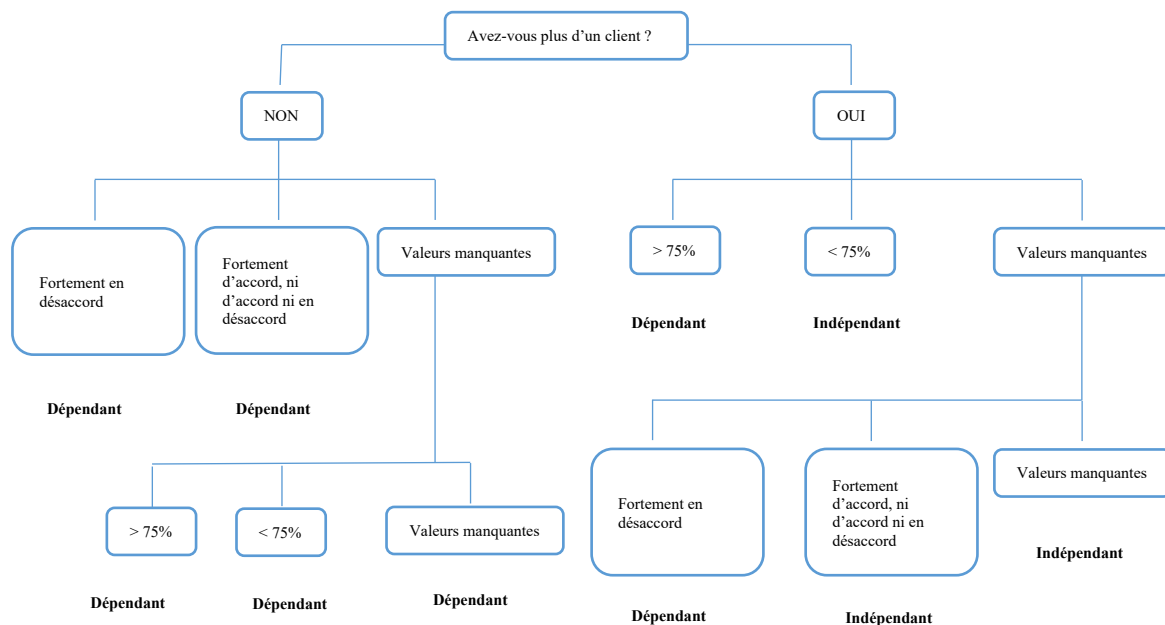 Avez-vous plus d’un client ?
NON
OUI
Fortement en
désaccord
Fortement
d’accord, ni
d’accord ni en
désaccord
Valeurs manquantes
> 75%
< 75%
Valeurs manquantes
Dépendant
Indépendant
Dépendant
Dépendant
> 75%
< 75%
Valeurs manquantes
Fortement en
désaccord
Fortement
d’accord, ni
d’accord ni en
désaccord
Valeurs manquantes
Indépendant
Dépendant
Dépendant
Dépendant
Dépendant
Indépendant